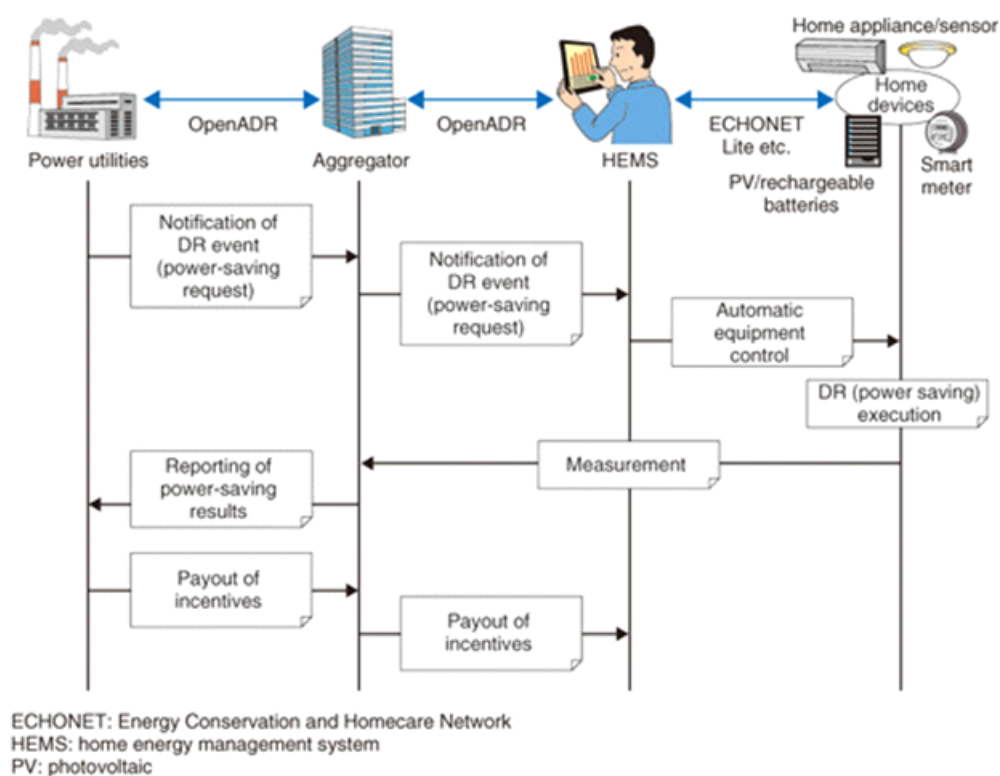 Home appliance/sensor
Home
devices
OpenADR
OpenADR
ECHONET
Lite etc.
Power utilities
Aggregator
HEMS
PV/rechargeable
batteries
Smart
meter
Notification of
DR event
(power-saving
request)
Notification of
DR event
(power-saving
request)
Automatic
equipment
control
DR (power saving)
execution
Measurement
Reporting of
power-saving
results
Payout of
incentives
Payout of
incentives
ECHONET: Energy Conservation and Homecare Network
HEMS: home energy management system
PV: photovoltaic